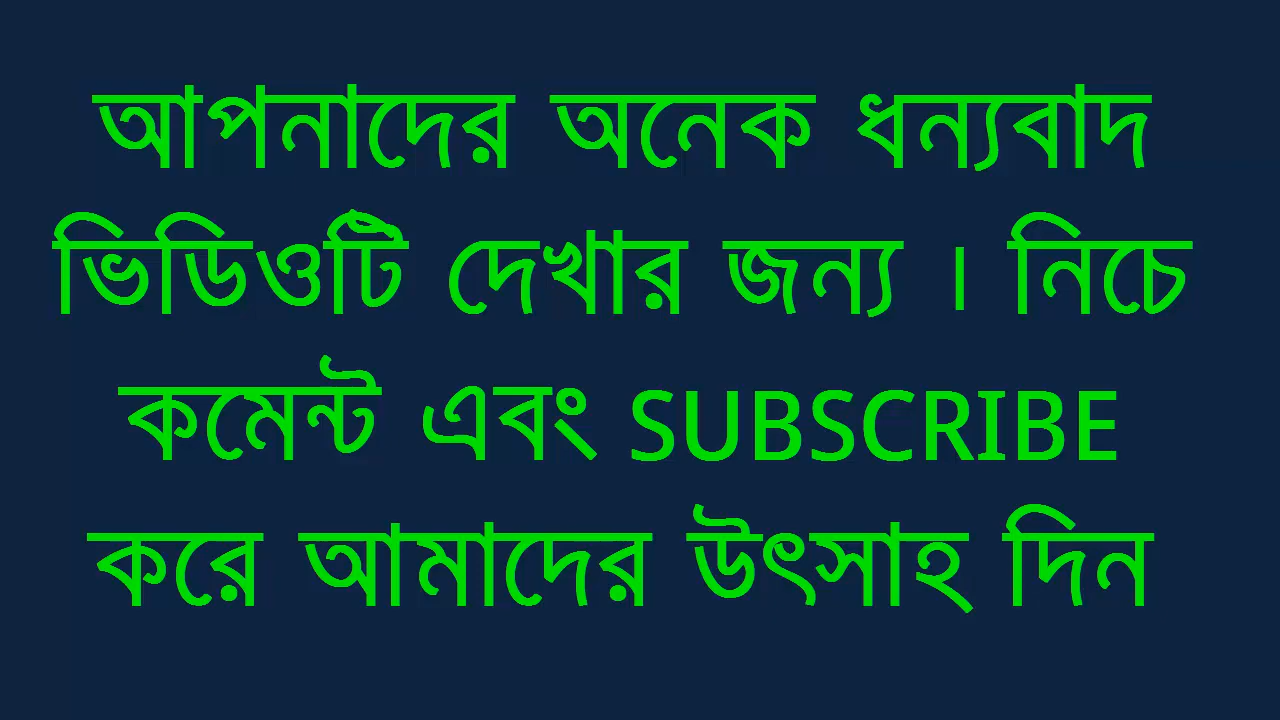 আপনাদের অনেক ধন্যবাদ
ভিডিওটি দেখার জন্য । নিচে
কমেন্ট এবং SUBSCRIBE
করে আমাদের উৎসাহ দিন